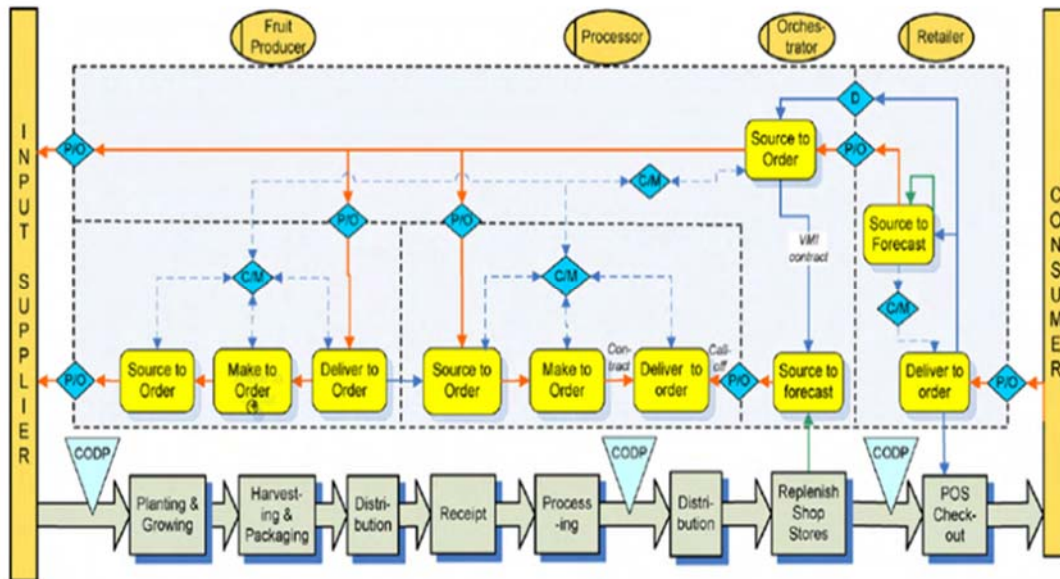 INPUT SUPPLIER
Fruit
Producer
Processor
Orches-
trator
Retailer
CONSUMER
D
P/O
Source to
Order
P/O
C/M
P/O
P/O
Source to
Forecast
VMI
contract
C/M
C/M
C/M
P/O
Source to
Order
Make to
Order
Deliver to
Order
Source to
Order
Make to
Order
Con-
tract
Deliver to
order
Call-
off
P/O
Source to
forecast
Deliver to
order
P/O
CODP
CODP
CODP
Planting &
Growing
Harvest-
ing &
Packaging
Distri-
bution
Receipt
Process
-ing
Distri-
bution
Replenish
Shop
Stores
POS
Check-
out